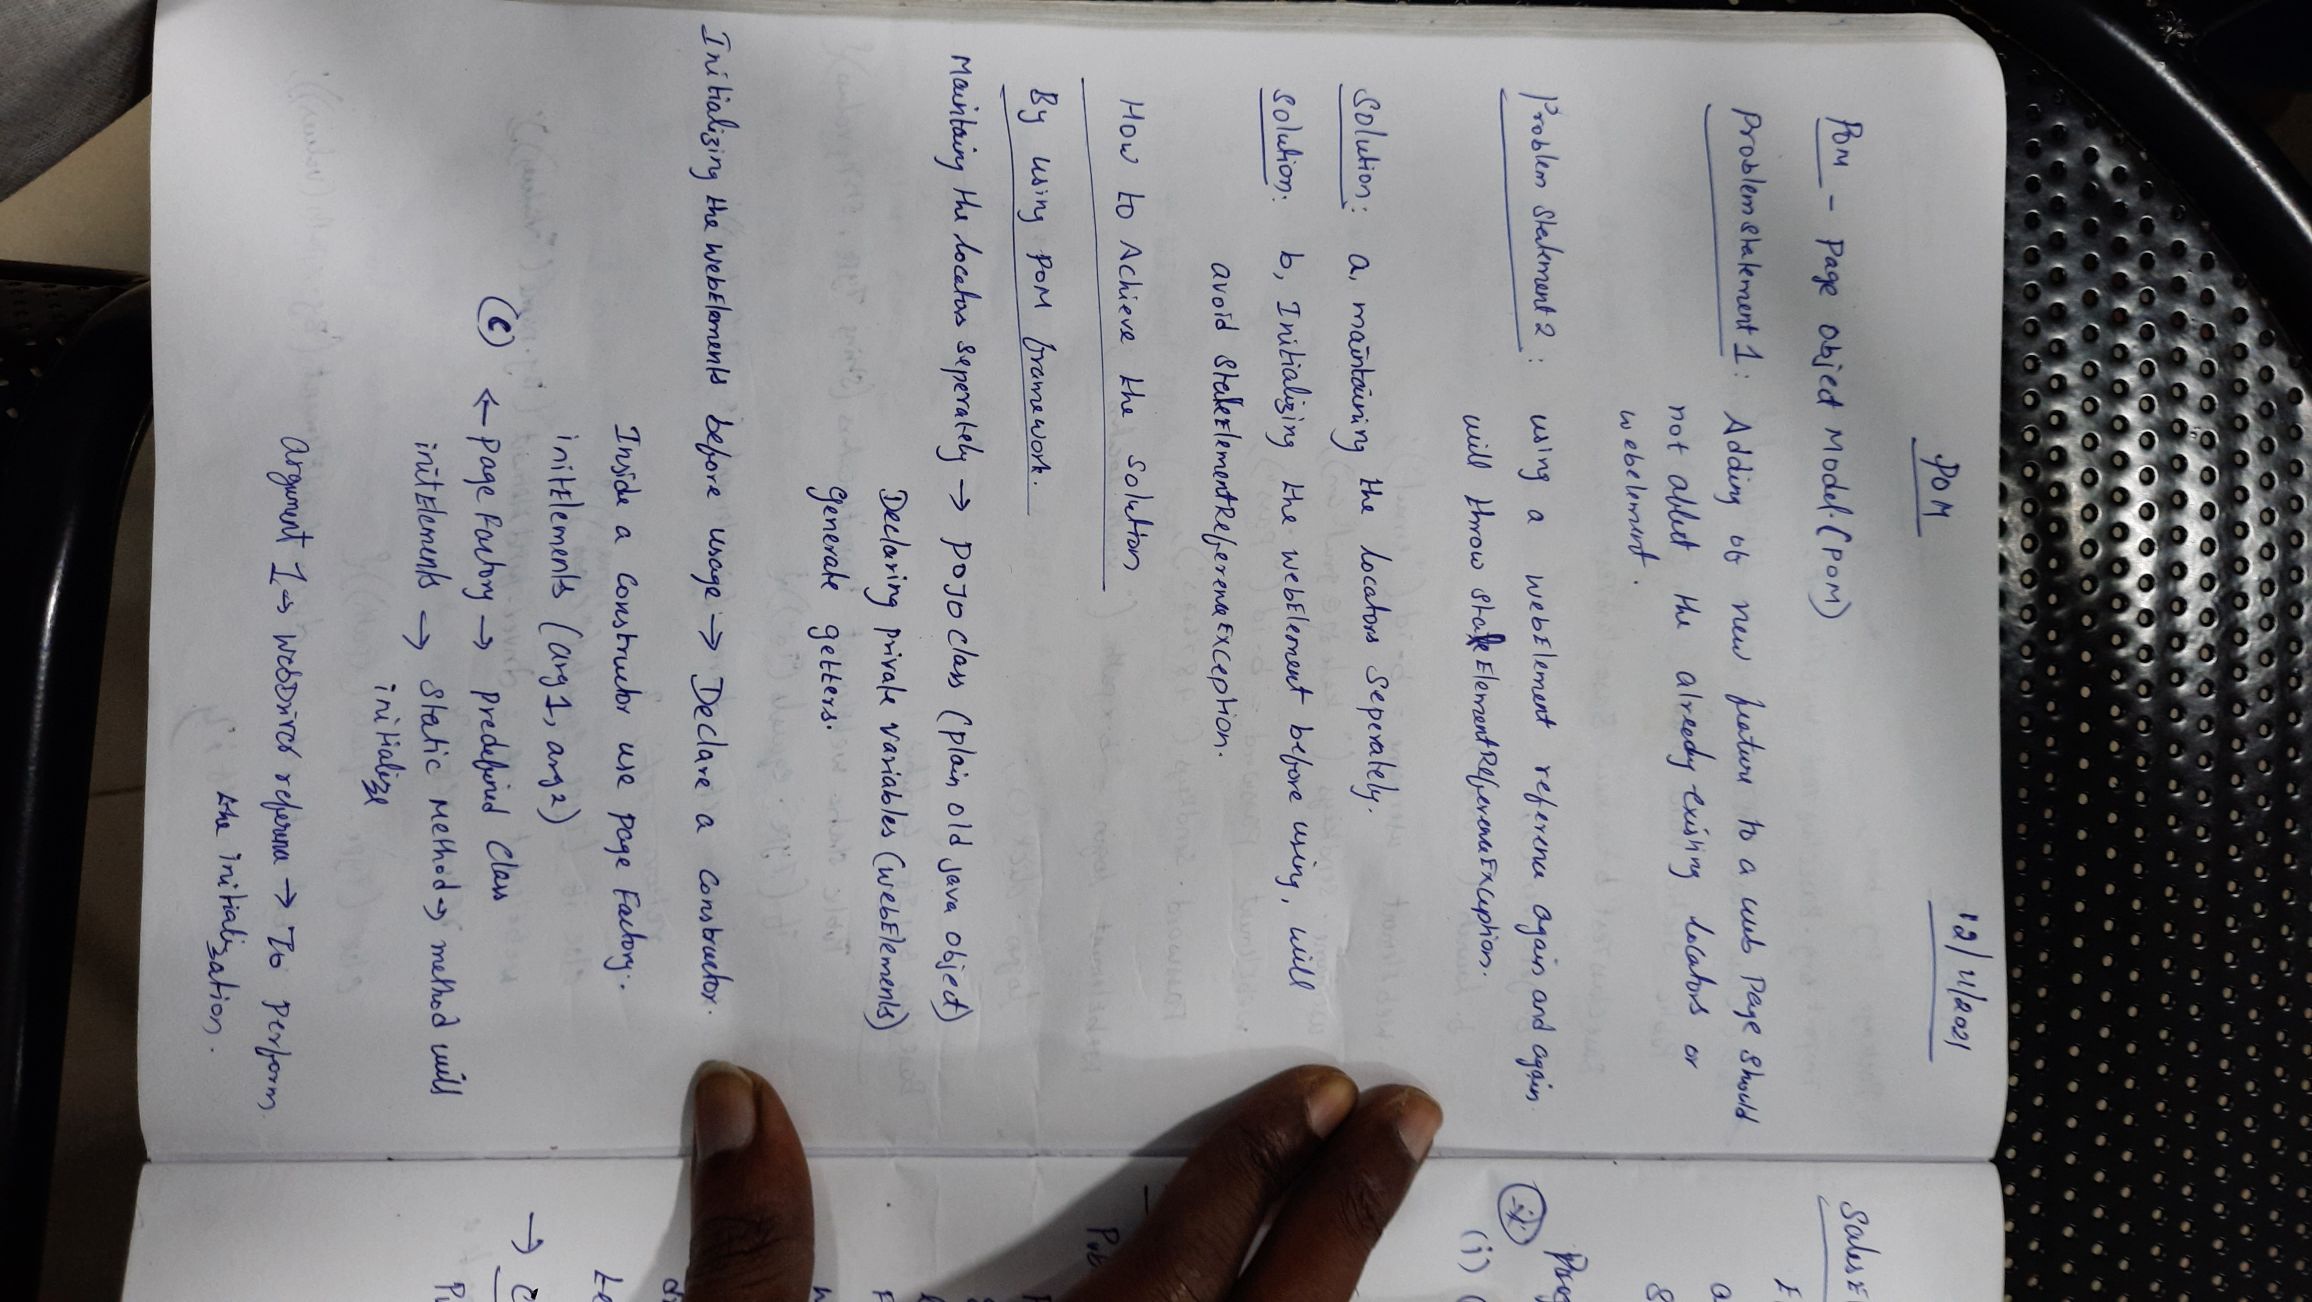 12/11/2021
POM
POM - Page object Model.(POM)
Problem statement 1: Adding of new feature to a web Page should
not affect the already existing locators or
webelement.
Problem statement 2: using a webElement reference again and again
will throw staleElementReferenceException.
Solution: a, maintaining the locators seperately.
Solution: b, Initializing the webElement before using, will
avoid staleElementReferenceException.
How to Achieve the Solution
By using POM framework.
Maintaing the locators seperately → POJO class (plain old java object)
Declaring private variables (webElements)
generate getters.
Initializing the webElements before usage → Declare a constructor.
Inside a constructor use page Factory.
initElements (arg1, arg2)
(C) ← page Factory → predefined class
initElements → static method → method will
initialize
argument 1 → WebDriver → To perform
the initialization.
Sales
(i)